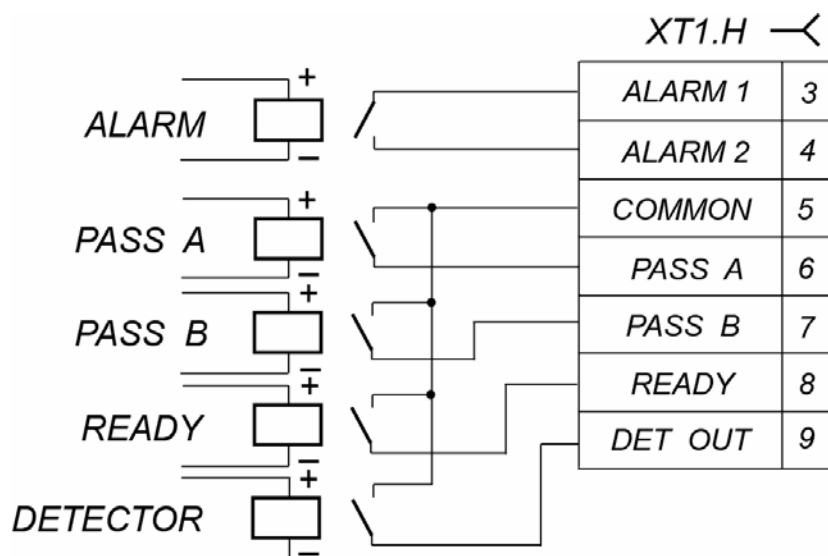 XT1.H
+
ALARM
−
ALARM 1 3
ALARM 2 4
+
PASS A
−
COMMON 5
PASS A 6
+
PASS B
−
PASS B 7
+
READY
−
READY 8
+
DETECTOR
−
DET OUT 9